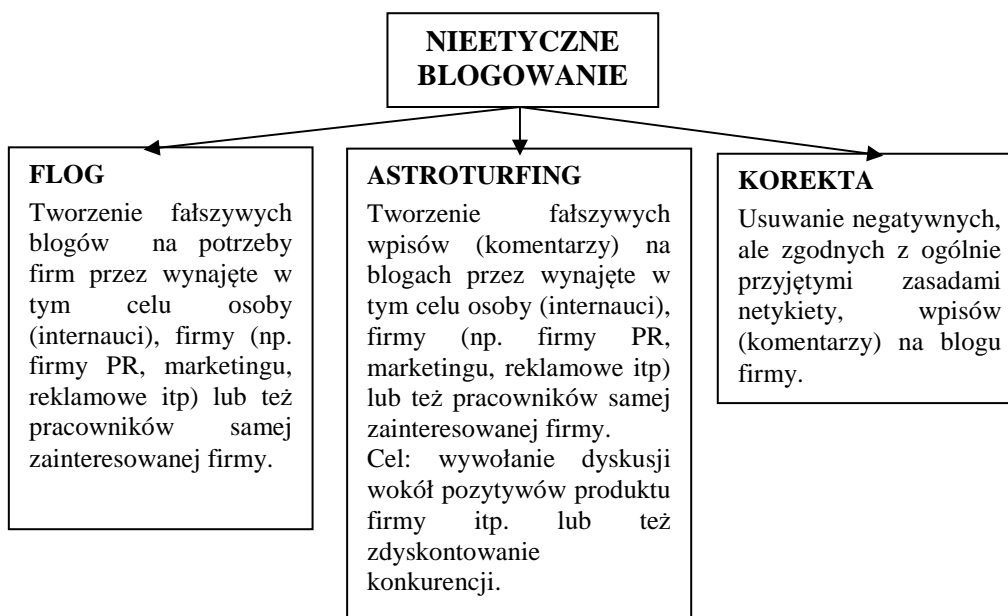 NIEETYCZNE
BLOGOWANIE
FLOG
Tworzenie fałszywych
blogów na potrzeby
firm przez wynajęte w
tym celu osoby
(internauci), firmy (np.
firmy PR, marketingu,
reklamowe itp) lub też
pracowników samej
zainteresowanej firmy.
ASTROTURFING
Tworzenie fałszywych
wpisów (komentarzy) na
blogach przez wynajęte w
tym celu osoby (internauci),
firmy (np. firmy PR,
marketingu, reklamowe itp)
lub też pracowników samej
zainteresowanej firmy.
Cel: wywołanie dyskusji
wokół pozytywów produktu
firmy itp. lub też
zdyskontowanie
konkurencji.
KOREKTA
Usuwanie negatywnych,
ale zgodnych z ogólnie
przyjętymi zasadami
netykiety, wpisów
(komentarzy) na blogu
firmy.